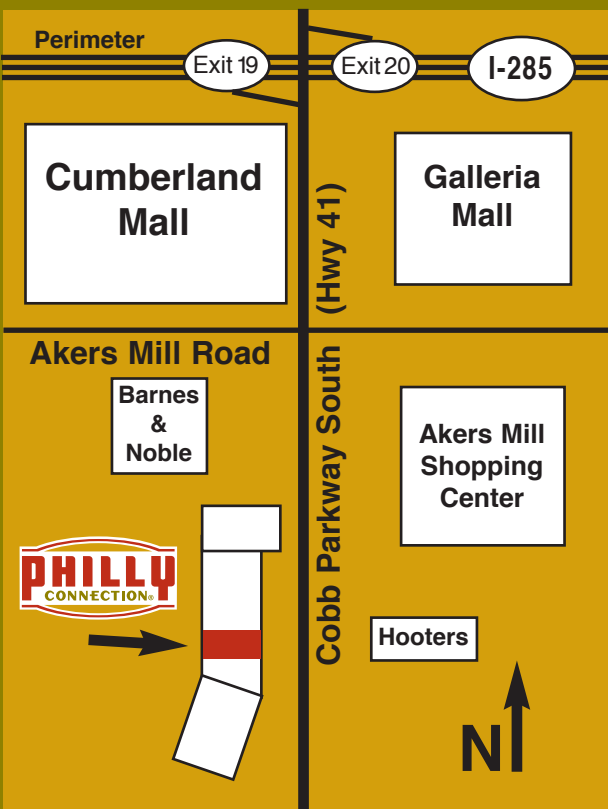 Perimeter
Exit 19
Exit 20
I-285
Cumberland
Mall
Galleria
Mall
(Hwy 41)
Akers Mill Road
Barnes
&
Noble
Cobb Parkway South
Akers Mill
Shopping
Center
PHILLY
CONNECTION®
Hooters
N